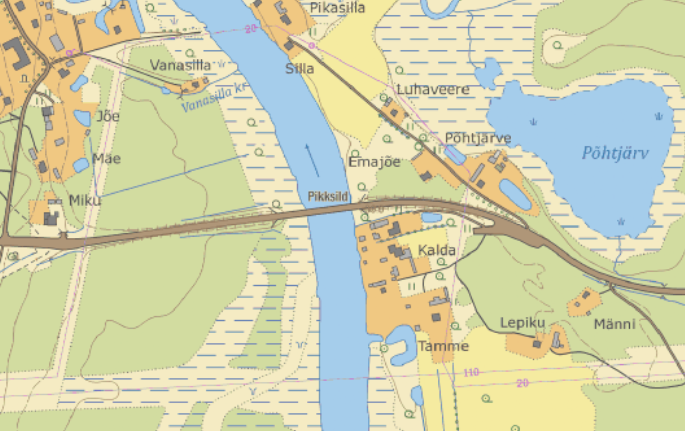 Pikasilla
20
Silla
Vanasilla
Vanasilla kr
Luhaveere
Jõe
Põhtjärve
Põhtjärv
Mäe
Emajõe
Miku
Pikksild
Kalda
Lepiku
Männi
Tamme
110
20